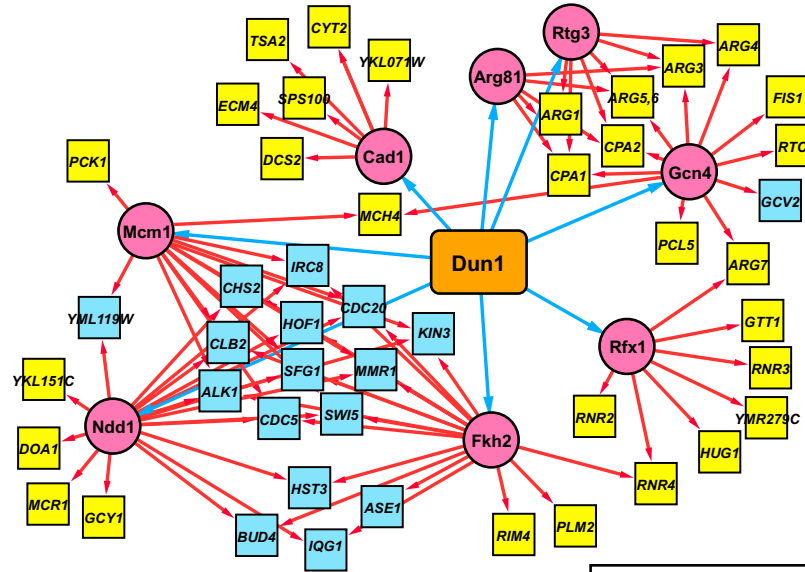 CYT2
Rtg3
TSA2
YKL071W
ARG4
ARG3
Arg81
ECM4
SPS100
ARG5,6
FIS1
ARG1
RTC
CPA2
Cad1
DCS2
PCK1
CPA1
Gcn4
GCV2
MCH4
Mcm1
PCL5
Dun1
ARG7
IRC8
CHS2
CDC20
YML119W
HOF1
KIN3
GTT1
CLB2
Rfx1
SFG1
MMR1
RNR3
YKL151C
ALK1
RNR2
CDC5
SWI5
YMR279C
Ndd1
Fkh2
HUG1
DOA1
HST3
RNR4
MCR1
GCY1
ASE1
BUD4
RIM4
PLM2
IQG1